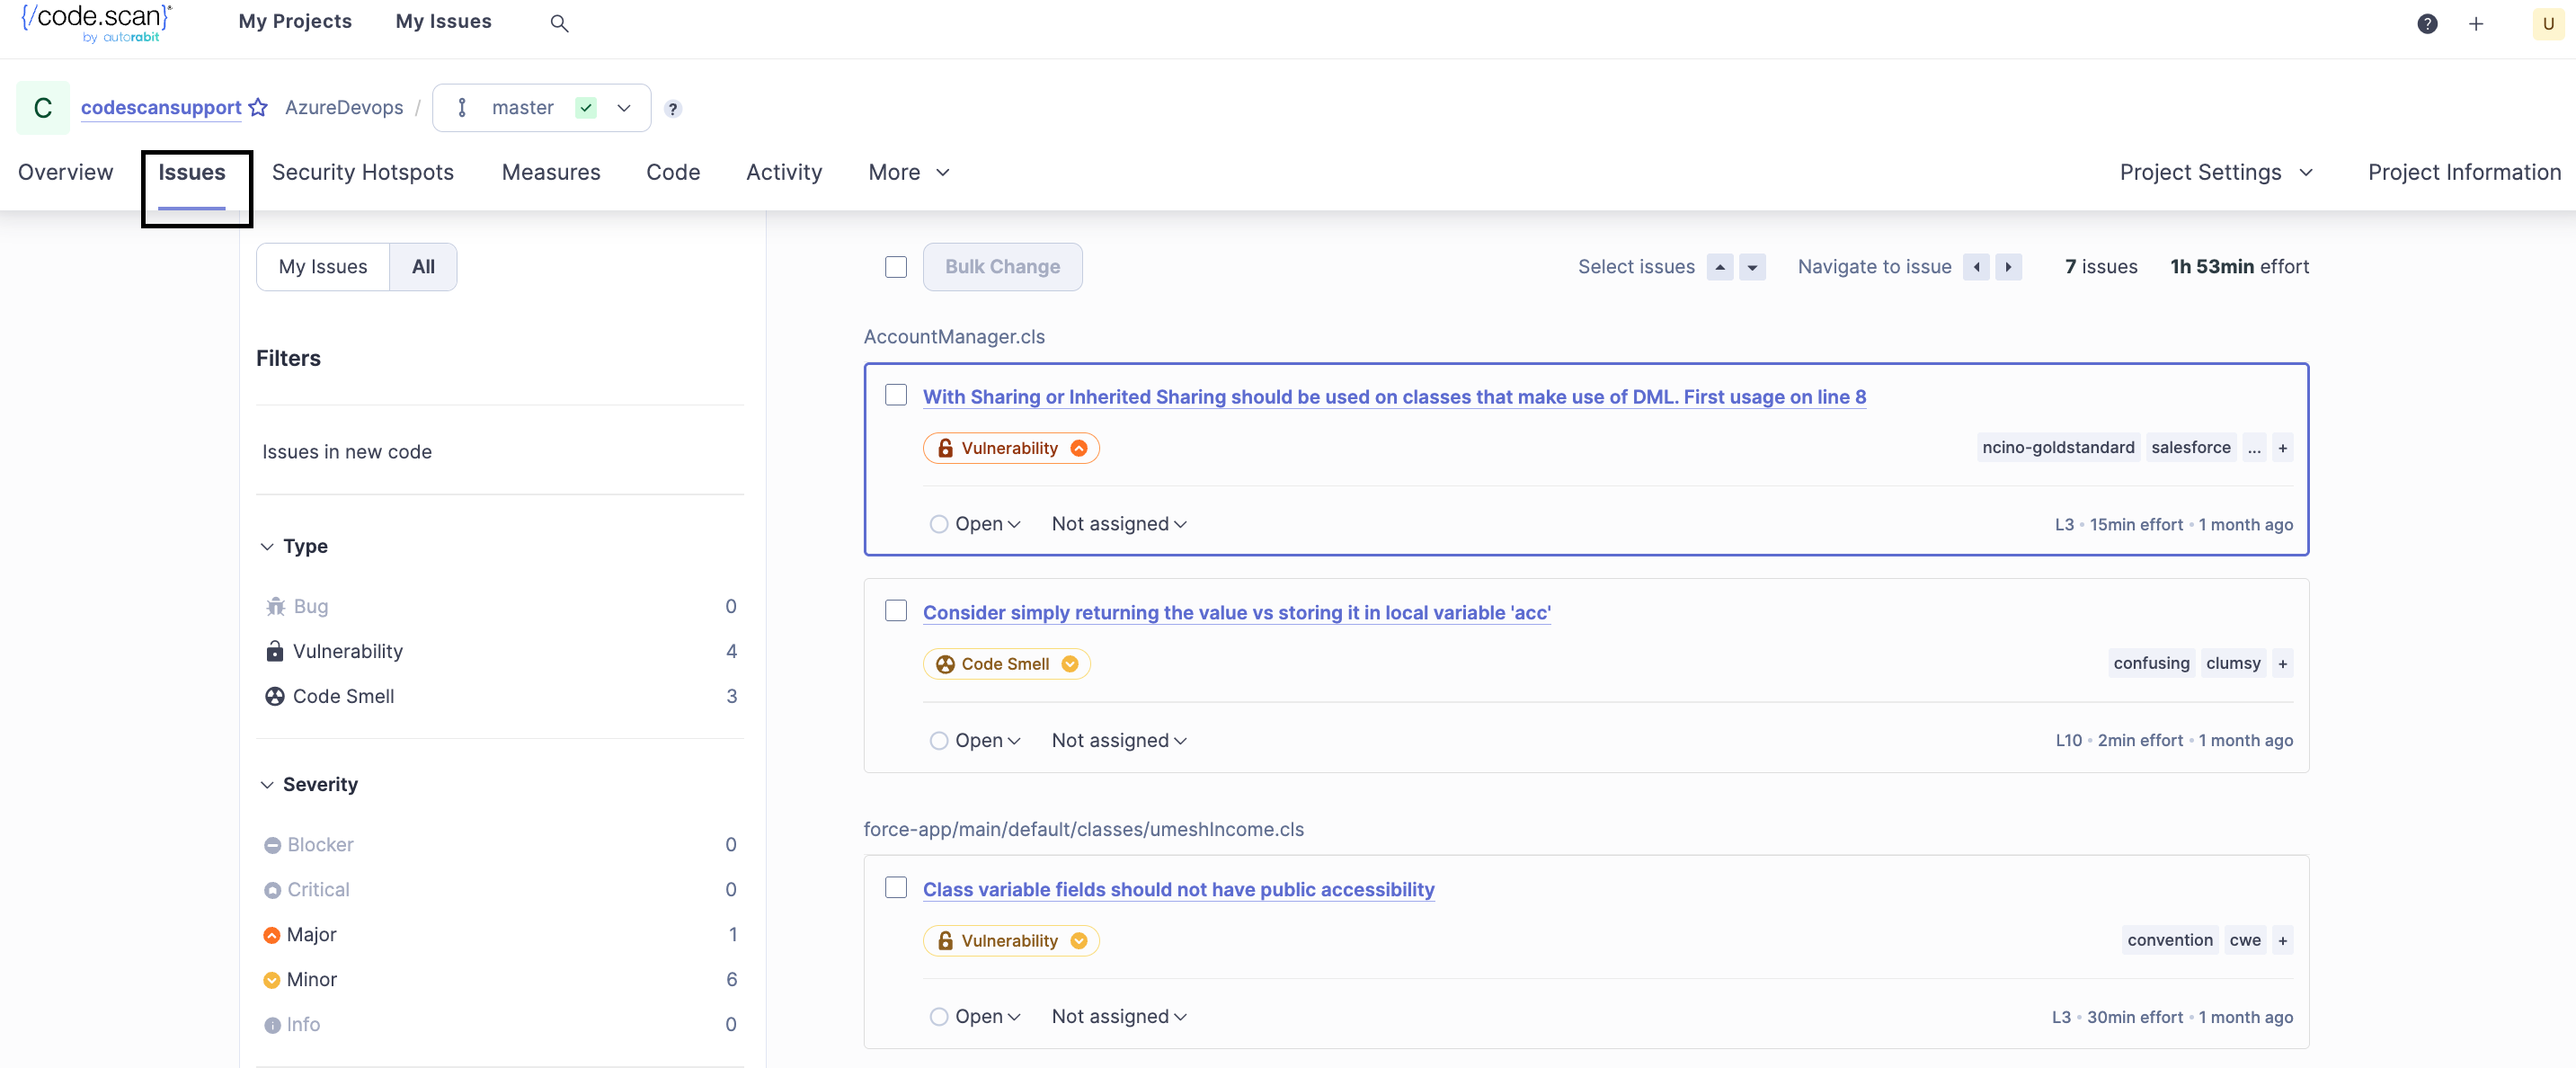 {/code.scan}
by autorabit
My Projects My Issues
? + U
C codescansupport AzureDevops / master ?
Overview Issues Security Hotspots Measures Code Activity More Project Settings Project Information
My Issues All
Filters
Issues in new code
Type
Bug 0
Vulnerability 4
Code Smell 3
Severity
Blocker 0
Critical 0
Major 1
Minor 6
Info 0
Bulk Change Select issues Navigate to issue 7 issues 1h 53min effort
AccountManager.cls
With Sharing or Inherited Sharing should be used on classes that make use of DML. First usage on line 8
Vulnerability ncino-goldstandard salesforce ... +
Open Not assigned L3 • 15min effort • 1 month ago
Consider simply returning the value vs storing it in local variable 'acc'
Code Smell confusing clumsy +
Open Not assigned L10 • 2min effort • 1 month ago
force-app/main/default/classes/umeshIncome.cls
Class variable fields should not have public accessibility
Vulnerability convention cwe +
Open Not assigned L3 • 30min effort • 1 month ago